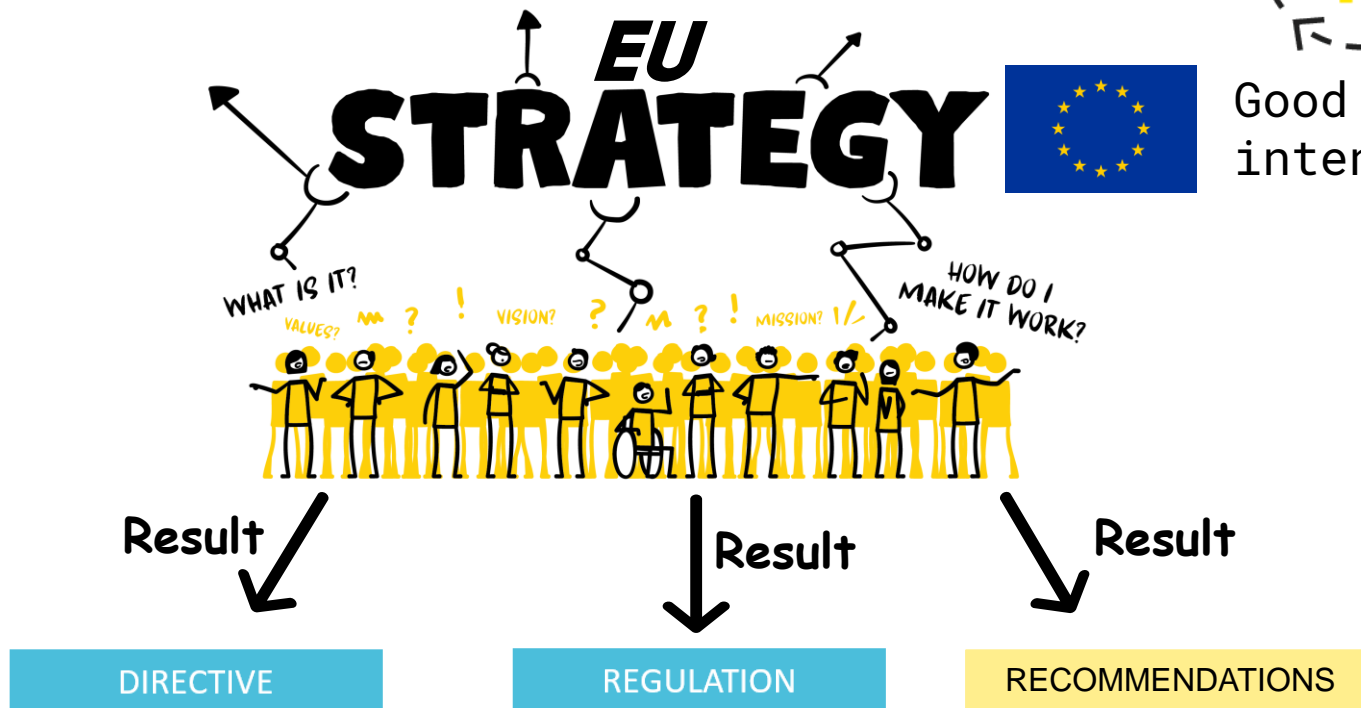 EU
STRATEGY
Good
WHAT IS IT?
HOW DO I
MAKE IT WORK?
VALUES?
?
!
VISION?
?
?
!
MISSION?
Result
Result
Result
DIRECTIVE
REGULATION
RECOMMENDATIONS